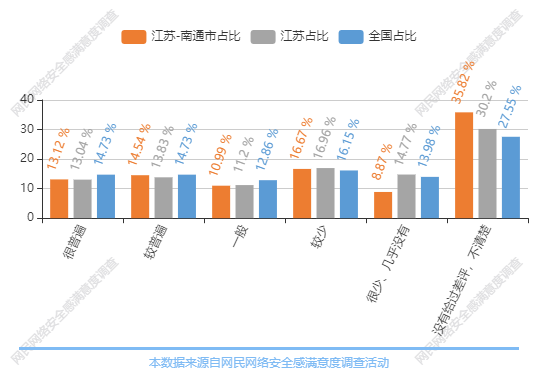 江苏-南通市占比 江苏占比 全国占比
网民网络安全感满意度调查
网民网络安全感满意度调查
40
30
20
10
0
13.12 %
13.04 %
14.73 %
14.54 %
13.83 %
14.73 %
10.99 %
11.2 %
12.86 %
16.67 %
16.96 %
16.15 %
8.87 %
14.77 %
13.98 %
35.82 %
30.2 %
27.55 %
很普遍
较普遍
一般
较少
很少、几乎没有
没有给过差评，不清楚
网民网络安全感满意度调查
网民网络安全感满意度调查
本数据来源自网民网络安全感满意度调查活动